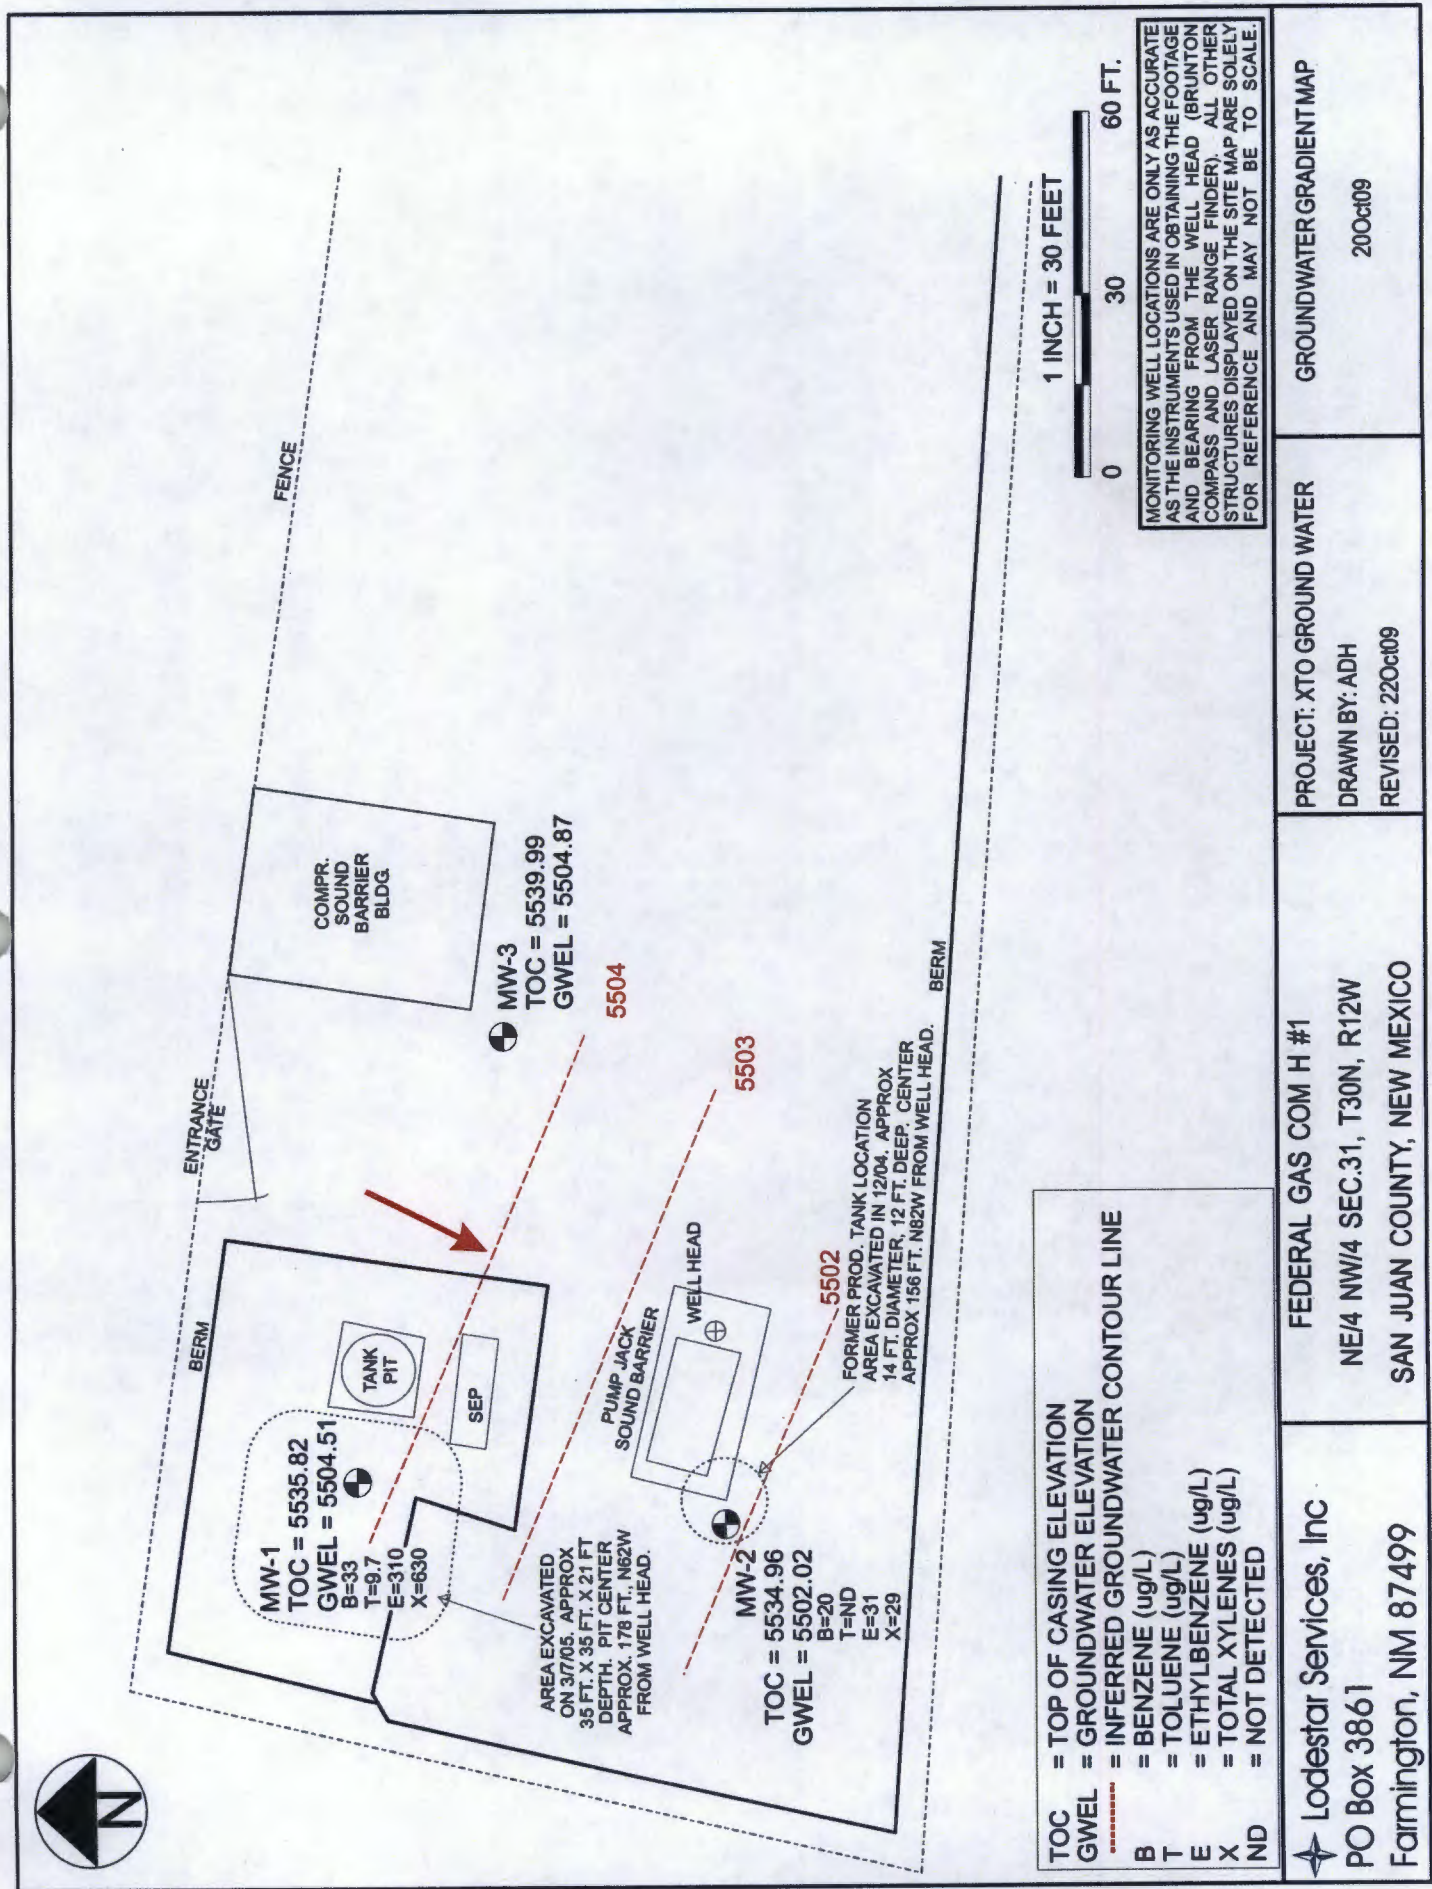 N
BERM
ENTRANCE
GATE
FENCE
COMPR.
SOUND
BARRIER
BLDG.
TANK
PIT
SEP
MW-1
TOC = 5535.82
GWEL = 5504.51
B=33
T=9.7
E=310
X=630
MW-3
TOC = 5539.99
GWEL = 5504.87
5504
5503
5502
AREA EXCAVATED
ON 3/7/05. APPROX
35 FT. X 35 FT. X 21 FT
DEPTH. PIT CENTER
APPROX. 178 FT., N62W
FROM WELL HEAD.
PUMP JACK
SOUND BARRIER
WELL HEAD
MW-2
TOC = 5534.96
GWEL = 5502.02
B=20
T=ND
E=31
X=29
FORMER PROD. TANK LOCATION
AREA EXCAVATED IN 12/04, APPROX
14 FT. DIAMETER, 12 FT. DEEP. CENTER
APPROX 156 FT. N82W FROM WELL HEAD.
BERM
TOC = TOP OF CASING ELEVATION
GWEL = GROUNDWATER ELEVATION
= INFERRED GROUNDWATER CONTOUR LINE
B = BENZENE (ug/L)
T = TOLUENE (ug/L)
E = ETHYLBENZENE (ug/L)
X = TOTAL XYLENES (ug/L)
ND = NOT DETECTED
1 INCH = 30 FEET
0 30 60 FT.
MONITORING WELL LOCATIONS ARE ONLY AS ACCURATE
AS THE INSTRUMENTS USED IN OBTAINING THE FOOTAGE
AND BEARING FROM THE WELL HEAD (BRUNTON
COMPASS AND LASER RANGE FINDER). ALL OTHER
STRUCTURES DISPLAYED ON THE SITE MAP ARE SOLELY
FOR REFERENCE AND MAY NOT BE TO SCALE.
Lodestar Services, Inc
PO Box 3861
Farmington, NM 87499
FEDERAL GAS COM H #1
NE/4 NW/4 SEC.31, T30N, R12W
SAN JUAN COUNTY, NEW MEXICO
PROJECT: XTO GROUND WATER
DRAWN BY: ADH
REVISED: 22Oct09
GROUNDWATER GRADIENT MAP
20Oct09